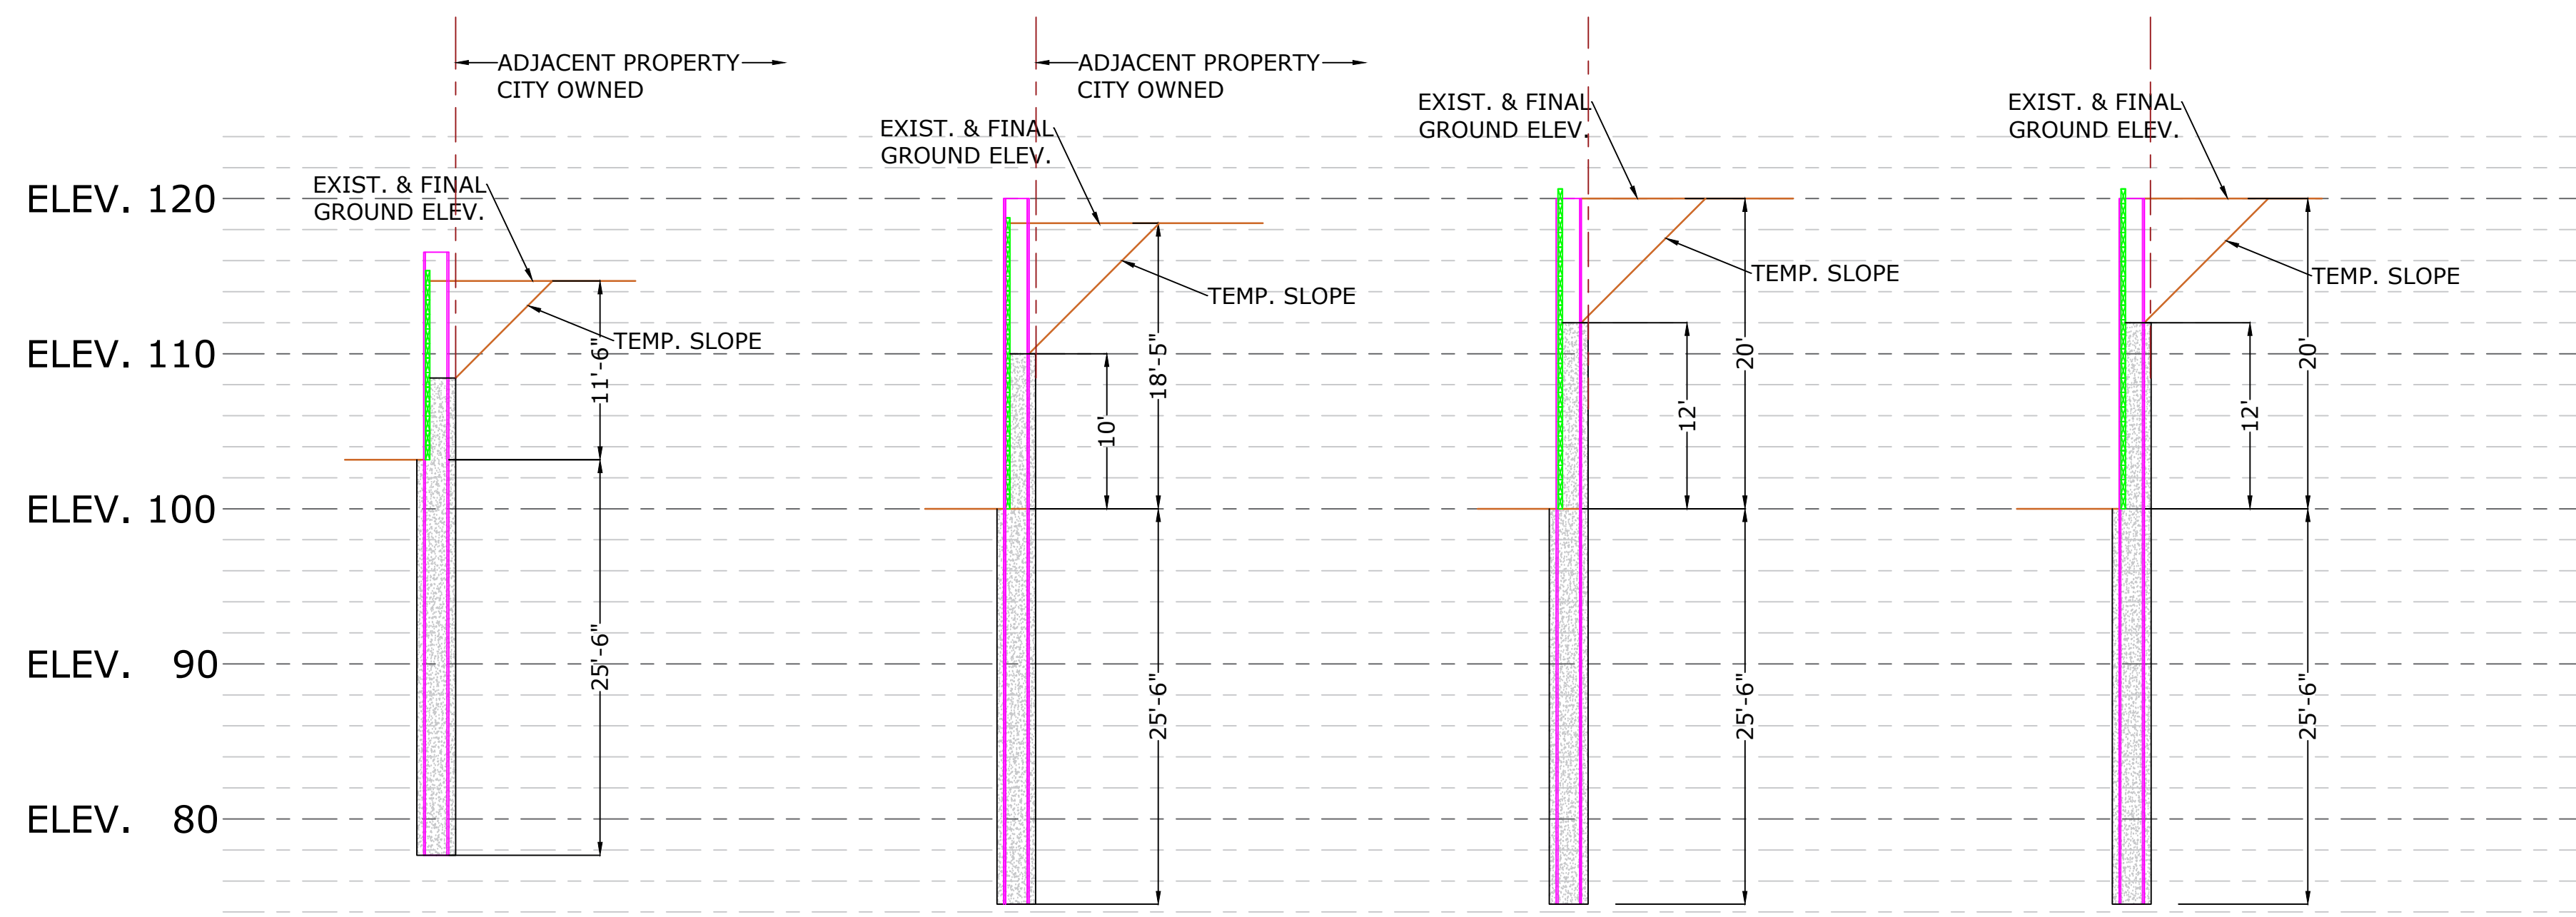 ADJACENT PROPERTY
CITY OWNED
ADJACENT PROPERTY
CITY OWNED
EXIST. & FINAL
GROUND ELEV.
EXIST. & FINAL
GROUND ELEV.
EXIST. & FINAL
GROUND ELEV.
EXIST. & FINAL
GROUND ELEV.
ELEV. 120
ELEV. 110
ELEV. 100
ELEV. 90
ELEV. 80
TEMP. SLOPE
11'-6"
25'-6"
TEMP. SLOPE
18'-5"
10'
25'-6"
TEMP. SLOPE
20'
12'
25'-6"
TEMP. SLOPE
20'
12'
25'-6"